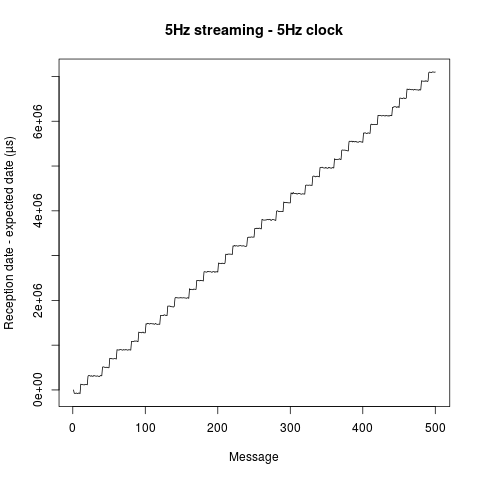 5Hz streaming - 5Hz clock
Reception date - expected date (µs)
6e+06
4e+06
2e+06
0e+00
0 100 200 300 400 500
Message